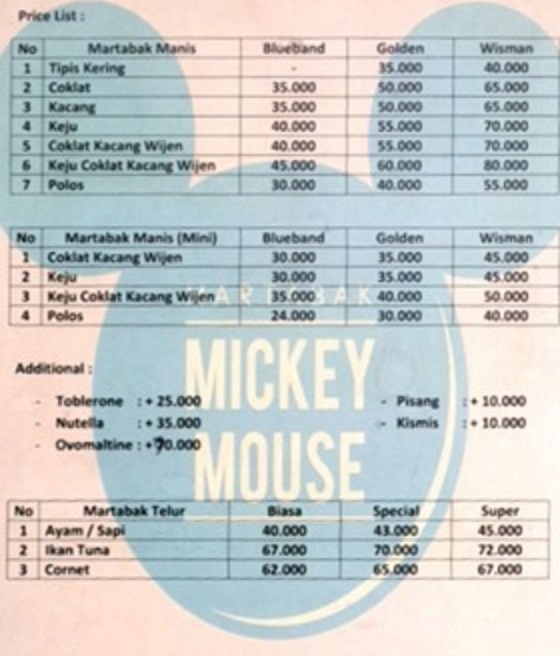 Price List :
No Martabak Manis Blueband Golden Wisman
1 Tipis Kering - 35.000 40.000
2 Coklat 35.000 50.000 65.000
3 Kacang 35.000 50.000 65.000
4 Keju 40.000 55.000 70.000
5 Coklat Kacang Wijen 40.000 55.000 70.000
6 Keju Coklat Kacang Wijen 45.000 60.000 80.000
7 Polos 30.000 40.000 55.000
No Martabak Manis (Mini) Blueband Golden Wisman
1 Coklat Kacang Wijen 30.000 35.000 45.000
2 Keju 30.000 35.000 45.000
3 Keju Coklat Kacang Wijen 35.000 40.000 50.000
4 Polos 24.000 30.000 40.000
MARTABAK
MICKEY
MOUSE
Additional :
- Toblerone : + 25.000 - Pisang : + 10.000
- Nutella : + 35.000 - Kismis : + 10.000
- Ovomaltine : + 70.000
No Martabak Telur Biasa Special Super
1 Ayam / Sapi 40.000 43.000 45.000
2 Ikan Tuna 67.000 70.000 72.000
3 Cornet 62.000 65.000 67.000